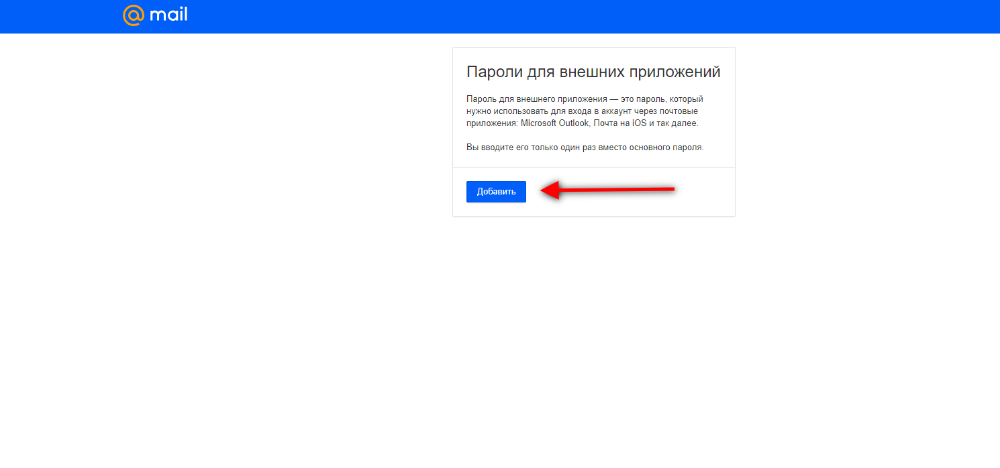 @mail
Пароли для внешних приложений
Пароль для внешнего приложения — это пароль, который
нужно использовать для входа в аккаунт через почтовые
приложения: Microsoft Outlook, Почта на iOS и так далее.
Вы вводите его только один раз вместо основного пароля.
Добавить